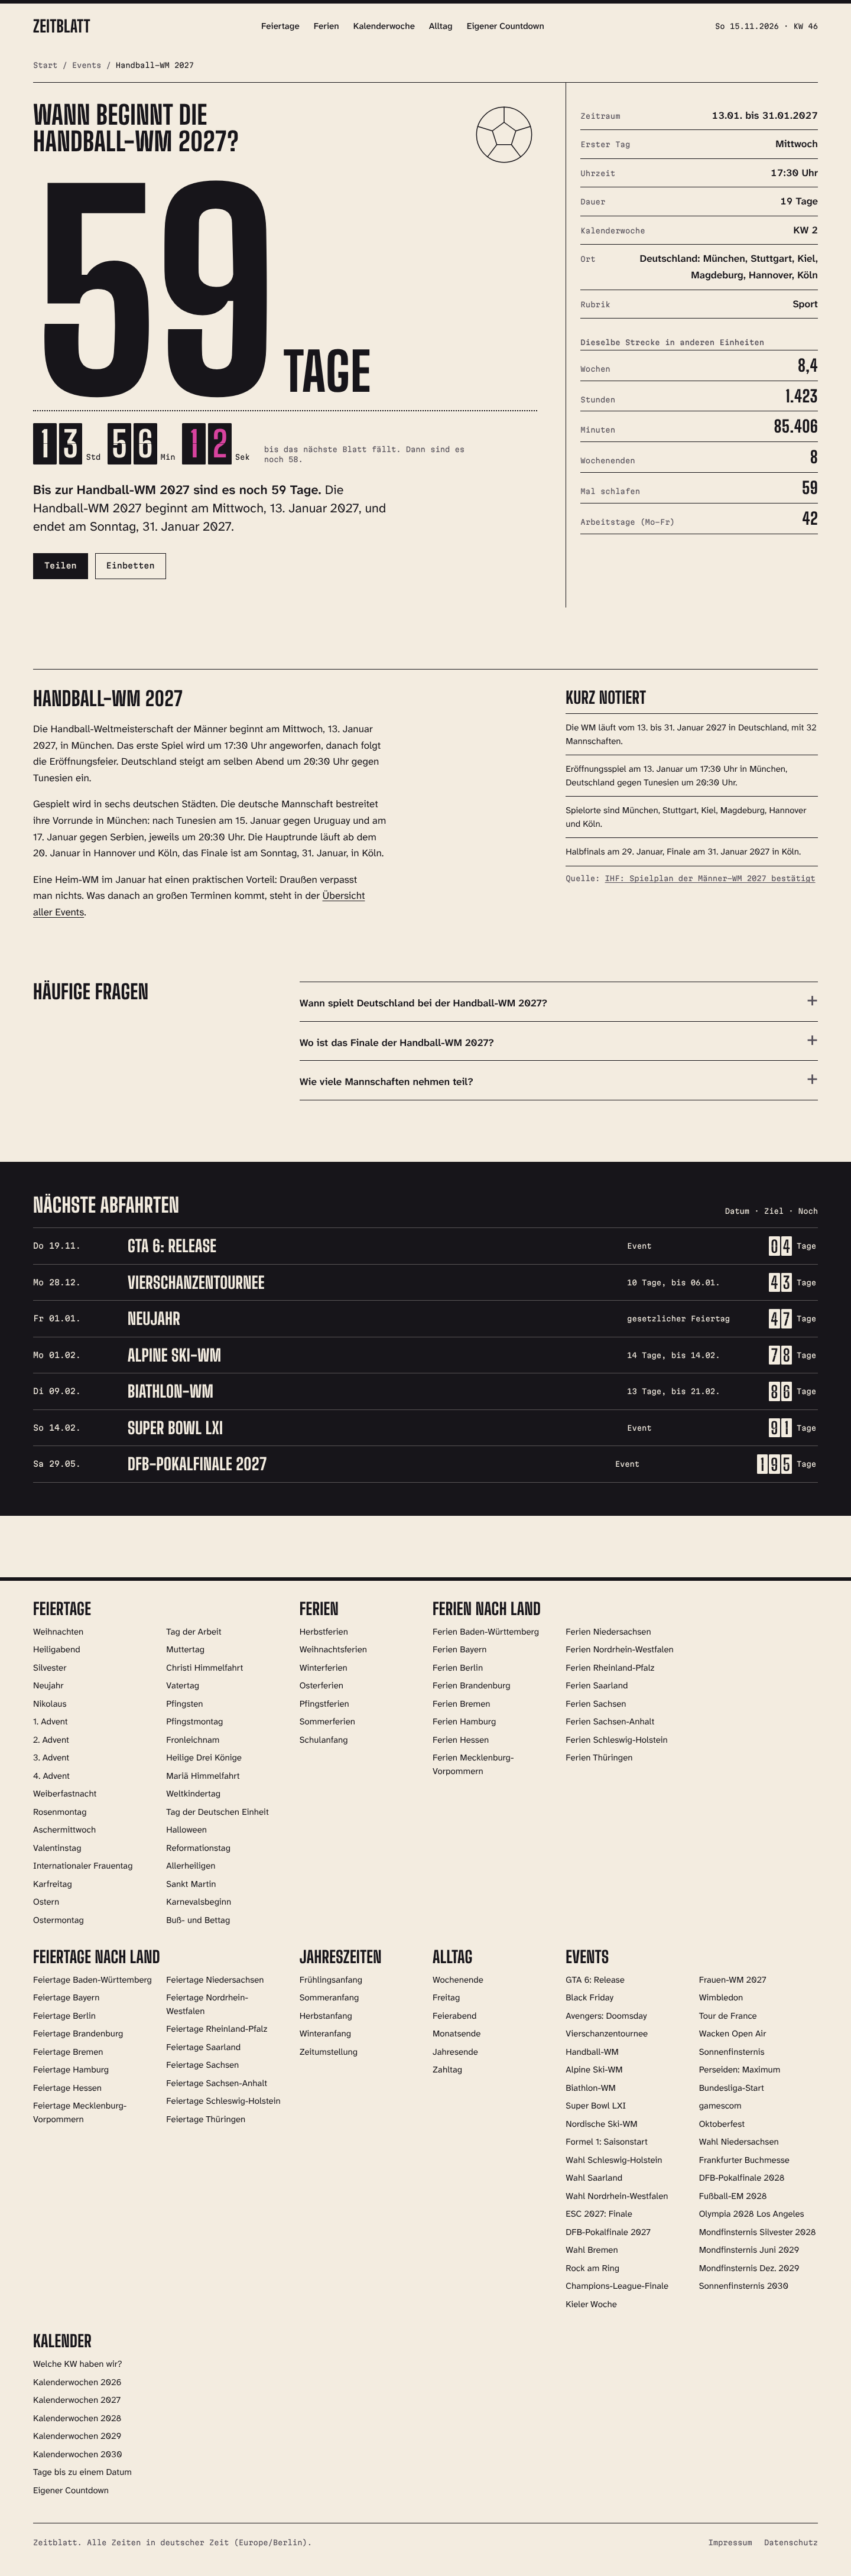 ZEITBLATT
Feiertage Ferien Kalenderwoche Alltag Eigener Countdown
So 15.11.2026 · KW 46
Start / Events / Handball-WM 2027
WANN BEGINNT DIE
HANDBALL-WM 2027?
59 TAGE
13 Std 56 Min 12 Sek
bis das nächste Blatt fällt. Dann sind es
noch 58.
Bis zur Handball-WM 2027 sind es noch 59 Tage. Die
Handball-WM 2027 beginnt am Mittwoch, 13. Januar 2027, und
endet am Sonntag, 31. Januar 2027.
Teilen Einbetten
Zeitraum 13.01. bis 31.01.2027
Erster Tag Mittwoch
Uhrzeit 17:30 Uhr
Dauer 19 Tage
Kalenderwoche KW 2
Ort Deutschland: München, Stuttgart, Kiel,
Magdeburg, Hannover, Köln
Rubrik Sport
Dieselbe Strecke in anderen Einheiten
Wochen 8,4
Stunden 1.423
Minuten 85.406
Wochenenden 8
Mal schlafen 59
Arbeitstage (Mo–Fr) 42
HANDBALL-WM 2027
Die Handball-Weltmeisterschaft der Männer beginnt am Mittwoch, 13. Januar
2027, in München. Das erste Spiel wird um 17:30 Uhr angeworfen, danach folgt
die Eröffnungsfeier. Deutschland steigt am selben Abend um 20:30 Uhr gegen
Tunesien ein.
Gespielt wird in sechs deutschen Städten. Die deutsche Mannschaft bestreitet
ihre Vorrunde in München: nach Tunesien am 15. Januar gegen Uruguay und am
17. Januar gegen Serbien, jeweils um 20:30 Uhr. Die Hauptrunde läuft ab dem
20. Januar in Hannover und Köln, das Finale ist am Sonntag, 31. Januar, in Köln.
Eine Heim-WM im Januar hat einen praktischen Vorteil: Draußen verpasst
man nichts. Was danach an großen Terminen kommt, steht in der Übersicht
aller Events.
KURZ NOTIERT
Die WM läuft vom 13. bis 31. Januar 2027 in Deutschland, mit 32
Mannschaften.
Eröffnungsspiel am 13. Januar um 17:30 Uhr in München,
Deutschland gegen Tunesien um 20:30 Uhr.
Spielorte sind München, Stuttgart, Kiel, Magdeburg, Hannover
und Köln.
Halbfinals am 29. Januar, Finale am 31. Januar 2027 in Köln.
Quelle: IHF: Spielplan der Männer-WM 2027 bestätigt
HÄUFIGE FRAGEN
Wann spielt Deutschland bei der Handball-WM 2027? +
Wo ist das Finale der Handball-WM 2027? +
Wie viele Mannschaften nehmen teil? +
NÄCHSTE ABFAHRTEN
Datum · Ziel · Noch
Do 19.11. GTA 6: RELEASE Event 04 Tage
Mo 28.12. VIERSCHANZENTOURNEE 10 Tage, bis 06.01. 43 Tage
Fr 01.01. NEUJAHR gesetzlicher Feiertag 47 Tage
Mo 01.02. ALPINE SKI-WM 14 Tage, bis 14.02. 78 Tage
Di 09.02. BIATHLON-WM 13 Tage, bis 21.02. 86 Tage
So 14.02. SUPER BOWL LXI Event 91 Tage
Sa 29.05. DFB-POKALFINALE 2027 Event 195 Tage
FEIERTAGE
Weihnachten
Heiligabend
Silvester
Neujahr
Nikolaus
1. Advent
2. Advent
3. Advent
4. Advent
Weiberfastnacht
Rosenmontag
Aschermittwoch
Valentinstag
Internationaler Frauentag
Karfreitag
Ostern
Ostermontag
Tag der Arbeit
Muttertag
Christi Himmelfahrt
Vatertag
Pfingsten
Pfingstmontag
Fronleichnam
Heilige Drei Könige
Mariä Himmelfahrt
Weltkindertag
Tag der Deutschen Einheit
Halloween
Reformationstag
Allerheiligen
Sankt Martin
Karnevalsbeginn
Buß- und Bettag
FERIEN
Herbstferien
Weihnachtsferien
Winterferien
Osterferien
Pfingstferien
Sommerferien
Schulanfang
FERIEN NACH LAND
Ferien Baden-Württemberg
Ferien Bayern
Ferien Berlin
Ferien Brandenburg
Ferien Bremen
Ferien Hamburg
Ferien Hessen
Ferien Mecklenburg-
Vorpommern
Ferien Niedersachsen
Ferien Nordrhein-Westfalen
Ferien Rheinland-Pfalz
Ferien Saarland
Ferien Sachsen
Ferien Sachsen-Anhalt
Ferien Schleswig-Holstein
Ferien Thüringen
FEIERTAGE NACH LAND
Feiertage Baden-Württemberg
Feiertage Bayern
Feiertage Berlin
Feiertage Brandenburg
Feiertage Bremen
Feiertage Hamburg
Feiertage Hessen
Feiertage Mecklenburg-
Vorpommern
Feiertage Niedersachsen
Feiertage Nordrhein-
Westfalen
Feiertage Rheinland-Pfalz
Feiertage Saarland
Feiertage Sachsen
Feiertage Sachsen-Anhalt
Feiertage Schleswig-Holstein
Feiertage Thüringen
JAHRESZEITEN
Frühlingsanfang
Sommeranfang
Herbstanfang
Winteranfang
Zeitumstellung
ALLTAG
Wochenende
Freitag
Feierabend
Monatsende
Jahresende
Zahltag
EVENTS
GTA 6: Release
Black Friday
Avengers: Doomsday
Vierschanzentournee
Handball-WM
Alpine Ski-WM
Biathlon-WM
Super Bowl LXI
Nordische Ski-WM
Formel 1: Saisonstart
Wahl Schleswig-Holstein
Wahl Saarland
Wahl Nordrhein-Westfalen
ESC 2027: Finale
DFB-Pokalfinale 2027
Wahl Bremen
Rock am Ring
Champions-League-Finale
Kieler Woche
Frauen-WM 2027
Wimbledon
Tour de France
Wacken Open Air
Sonnenfinsternis
Perseiden: Maximum
Bundesliga-Start
gamescom
Oktoberfest
Wahl Niedersachsen
Frankfurter Buchmesse
DFB-Pokalfinale 2028
Fußball-EM 2028
Olympia 2028 Los Angeles
Mondfinsternis Silvester 2028
Mondfinsternis Juni 2029
Mondfinsternis Dez. 2029
Sonnenfinsternis 2030
KALENDER
Welche KW haben wir?
Kalenderwochen 2026
Kalenderwochen 2027
Kalenderwochen 2028
Kalenderwochen 2029
Kalenderwochen 2030
Tage bis zu einem Datum
Eigener Countdown
Zeitblatt. Alle Zeiten in deutscher Zeit (Europe/Berlin).
Impressum Datenschutz